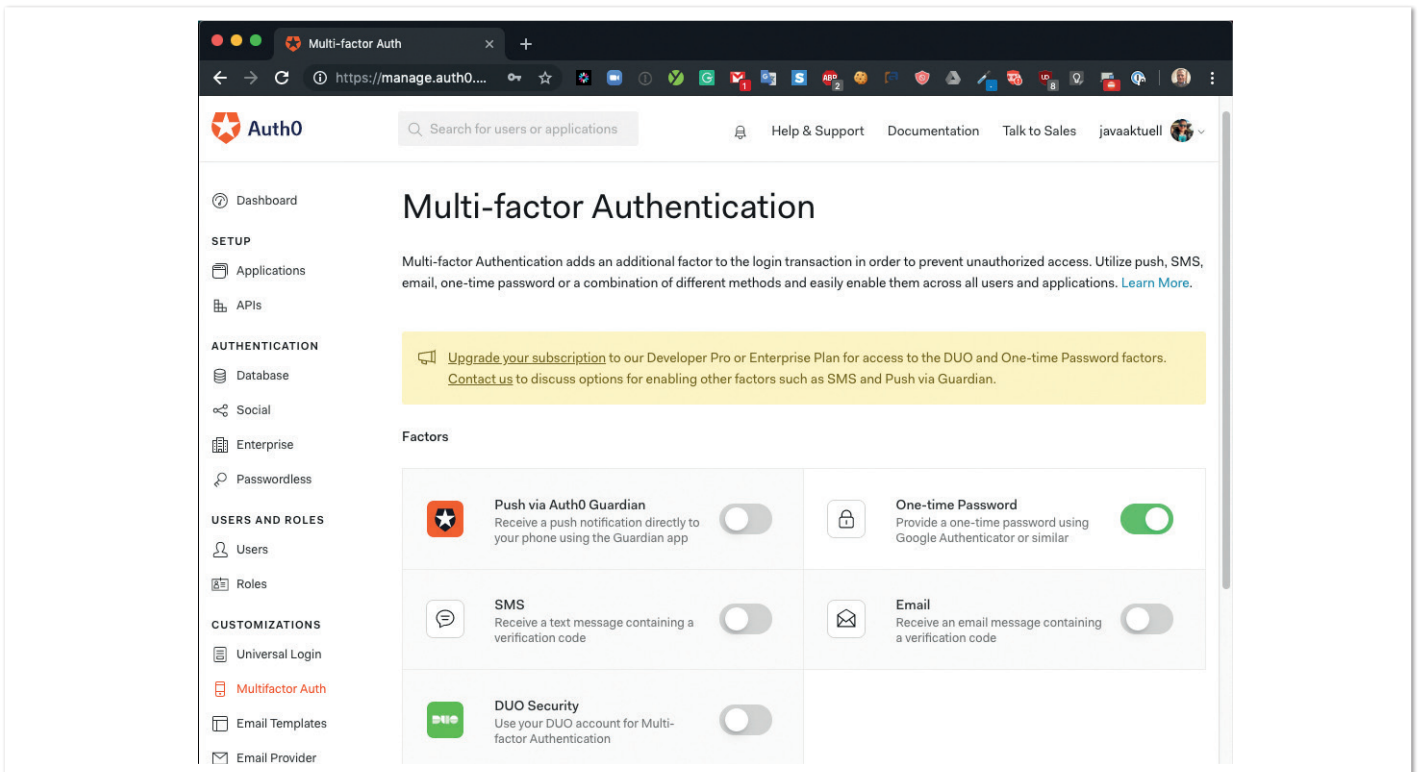 Multi-factor Auth
https://manage.auth0....
Auth0
Search for users or applications
Help & Support
Documentation
Talk to Sales
javaaktuell
Dashboard
SETUP
Applications
APIs
AUTHENTICATION
Database
Social
Enterprise
Passwordless
USERS AND ROLES
Users
Roles
CUSTOMIZATIONS
Universal Login
Multifactor Auth
Email Templates
Email Provider
Multi-factor Authentication
Multi-factor Authentication adds an additional factor to the login transaction in order to prevent unauthorized access. Utilize push, SMS,
email, one-time password or a combination of different methods and easily enable them across all users and applications. Learn More.
Upgrade your subscription to our Developer Pro or Enterprise Plan for access to the DUO and One-time Password factors.
Contact us to discuss options for enabling other factors such as SMS and Push via Guardian.
Factors
Push via Auth0 Guardian
Receive a push notification directly to
your phone using the Guardian app
One-time Password
Provide a one-time password using
Google Authenticator or similar
SMS
Receive a text message containing a
verification code
Email
Receive an email message containing
a verification code
DUO
DUO Security
Use your DUO account for Multi-
factor Authentication